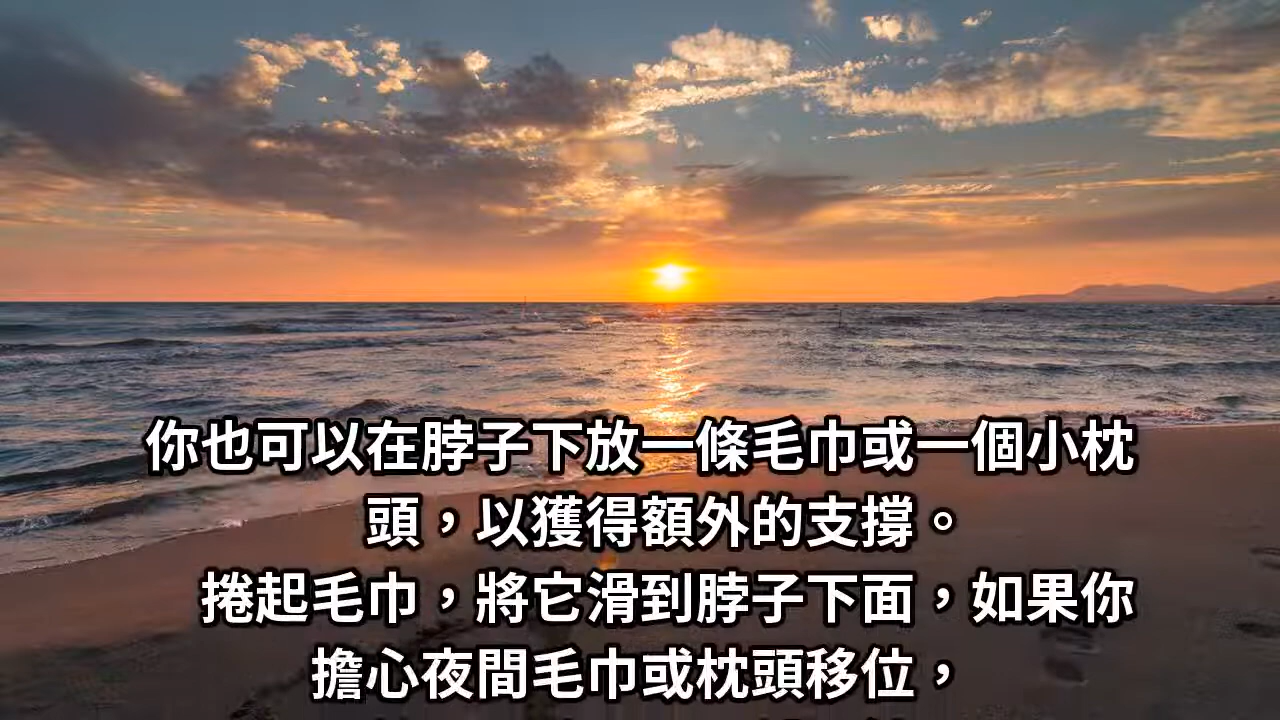 你也可以在脖子下放一條毛巾或一個小枕
頭，以獲得額外的支撐。
捲起毛巾，將它滑到脖子下面，如果你
擔心夜間毛巾或枕頭移位，